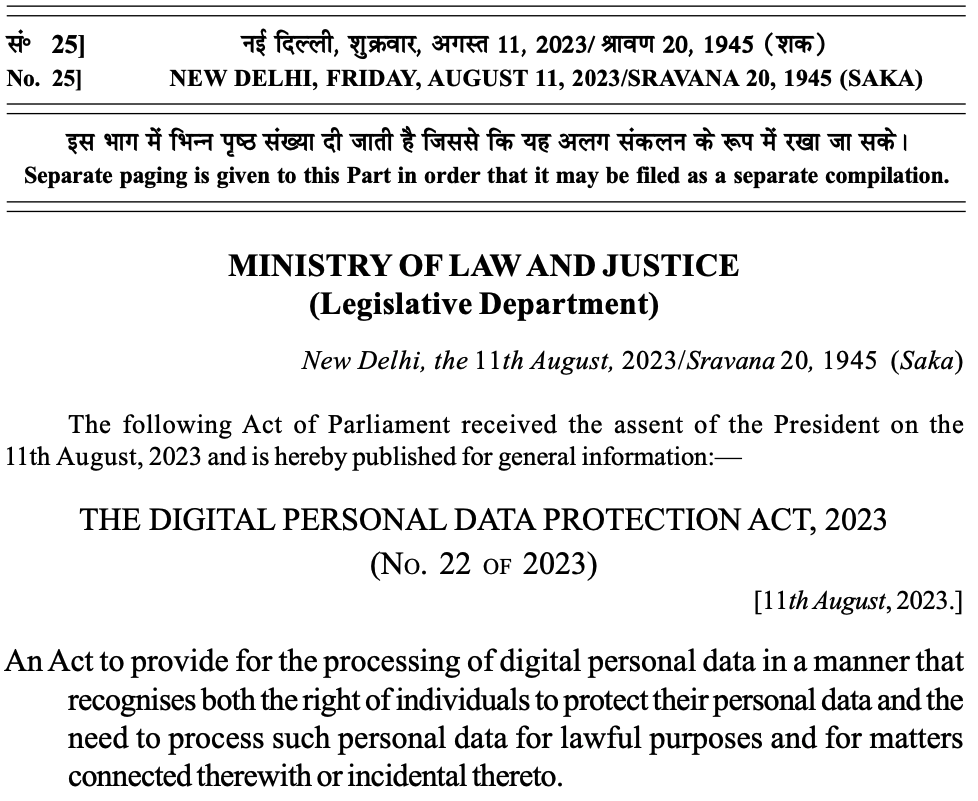 सं॰ 25] नई दिल्ली, शुक्रवार, अगस्त 11, 2023/ श्रावण 20, 1945 (शक)
No. 25] NEW DELHI, FRIDAY, AUGUST 11, 2023/SRAVANA 20, 1945 (SAKA)
इस भाग में भिन्न पृष्ठ संख्या दी जाती है जिससे कि यह अलग संकलन के रूप में रखा जा सके।
Separate paging is given to this Part in order that it may be filed as a separate compilation.
MINISTRY OF LAW AND JUSTICE
(Legislative Department)
New Delhi, the 11th August, 2023/Sravana 20, 1945 (Saka)
The following Act of Parliament received the assent of the President on the
11th August, 2023 and is hereby published for general information:—
THE DIGITAL PERSONAL DATA PROTECTION ACT, 2023
(NO. 22 OF 2023)
[11th August, 2023.]
An Act to provide for the processing of digital personal data in a manner that
recognises both the right of individuals to protect their personal data and the
need to process such personal data for lawful purposes and for matters
connected therewith or incidental thereto.